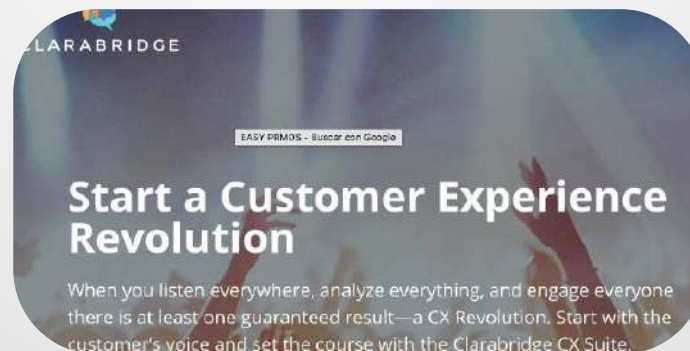 CLARABRIDGE
EASY PRMOS - Buscar con Google
Start a Customer Experience
Revolution
When you listen everywhere, analyze everything, and engage everyone
there is at least one guaranteed result—a CX Revolution. Start with the
customer's voice and set the course with the Clarabridge CX Suite.